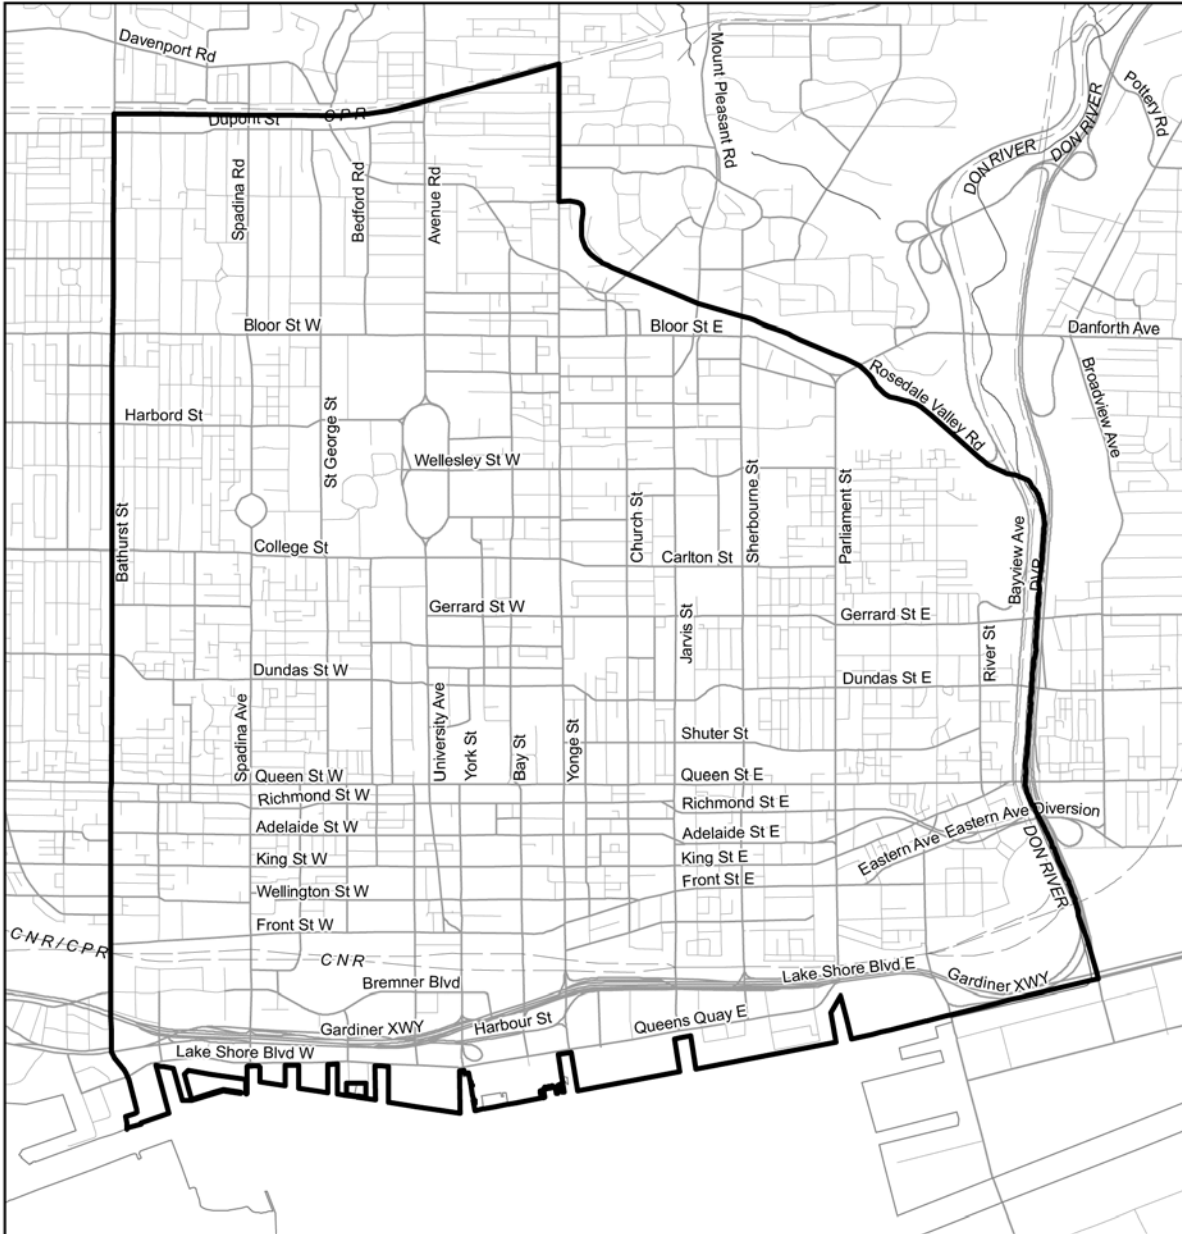 Davenport Rd
Mount Pleasant Rd
Pottery Rd
CPR
Dupont St
DON RIVER
DON RIVER
Spadina Rd
Bedford Rd
Avenue Rd
Bloor St W
Bloor St E
Danforth Ave
Rosedale Valley Rd
Broadview Ave
Harbord St
St George St
Wellesley St W
Sherbourne St
Parliament St
Church St
Bathurst St
College St
Carlton St
Bayview Ave
DVP
Gerrard St W
Gerrard St E
Jarvis St
River St
Dundas St W
Dundas St E
Spadina Ave
University Ave
York St
Bay St
Yonge St
Shuter St
Queen St W
Queen St E
Richmond St W
Richmond St E
Adelaide St W
Adelaide St E
Eastern Ave
Eastern Ave Diversion
King St W
King St E
DON RIVER
Wellington St W
Front St E
Front St W
CNR/CPR
CNR
Lake Shore Blvd E
Gardiner XWY
Bremner Blvd
Harbour St
Queens Quay E
Gardiner XWY
Lake Shore Blvd W